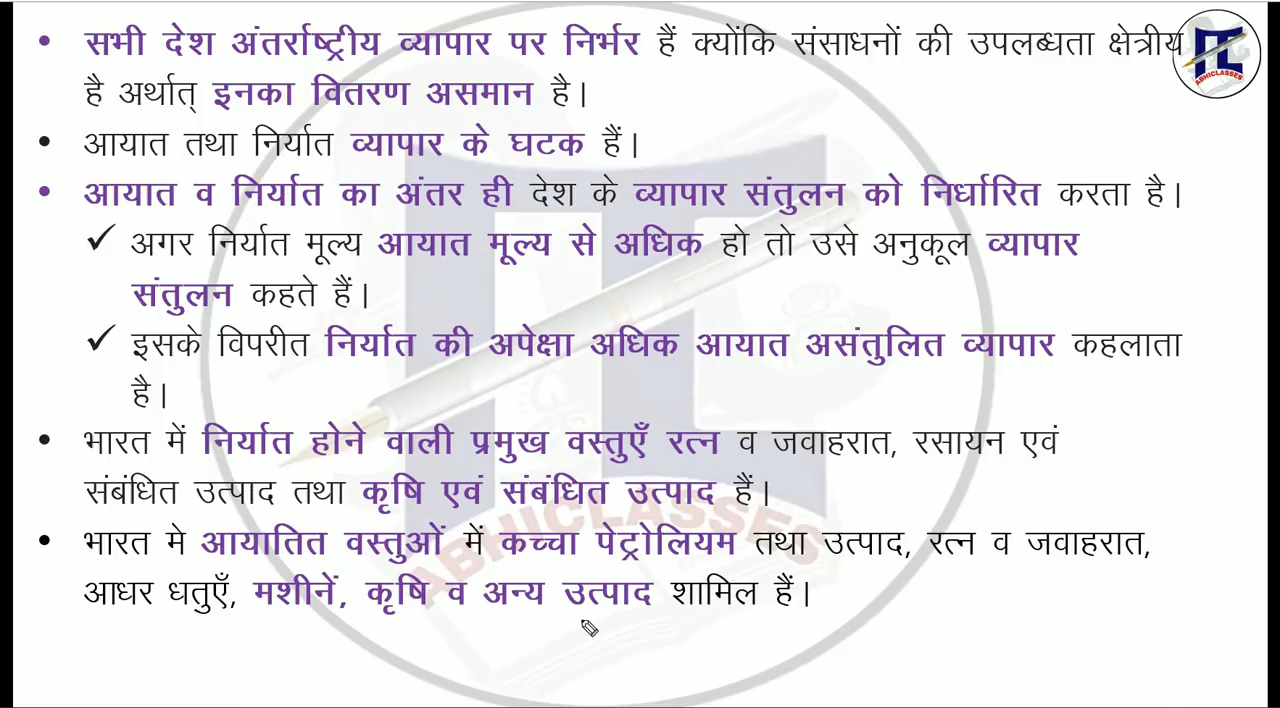 • सभी देश अंतर्राष्ट्रीय व्यापार पर निर्भर हैं क्योंकि संसाधनों की उपलब्धता क्षेत्रीय
है अर्थात् इनका वितरण असमान है।
• आयात तथा निर्यात व्यापार के घटक हैं।
• आयात व निर्यात का अंतर ही देश के व्यापार संतुलन को निर्धारित करता है।
✓ अगर निर्यात मूल्य आयात मूल्य से अधिक हो तो उसे अनुकूल व्यापार
संतुलन कहते हैं।
✓ इसके विपरीत निर्यात की अपेक्षा अधिक आयात असंतुलित व्यापार कहलाता
है।
• भारत में निर्यात होने वाली प्रमुख वस्तुएँ रत्न व जवाहरात, रसायन एवं
संबंधित उत्पाद तथा कृषि एवं संबंधित उत्पाद हैं।
• भारत मे आयातित वस्तुओं में कच्चा पेट्रोलियम तथा उत्पाद, रत्न व जवाहरात,
आधर धतुएँ, मशीनें, कृषि व अन्य उत्पाद शामिल हैं।
ABHICLASSES
ABHICLASSES